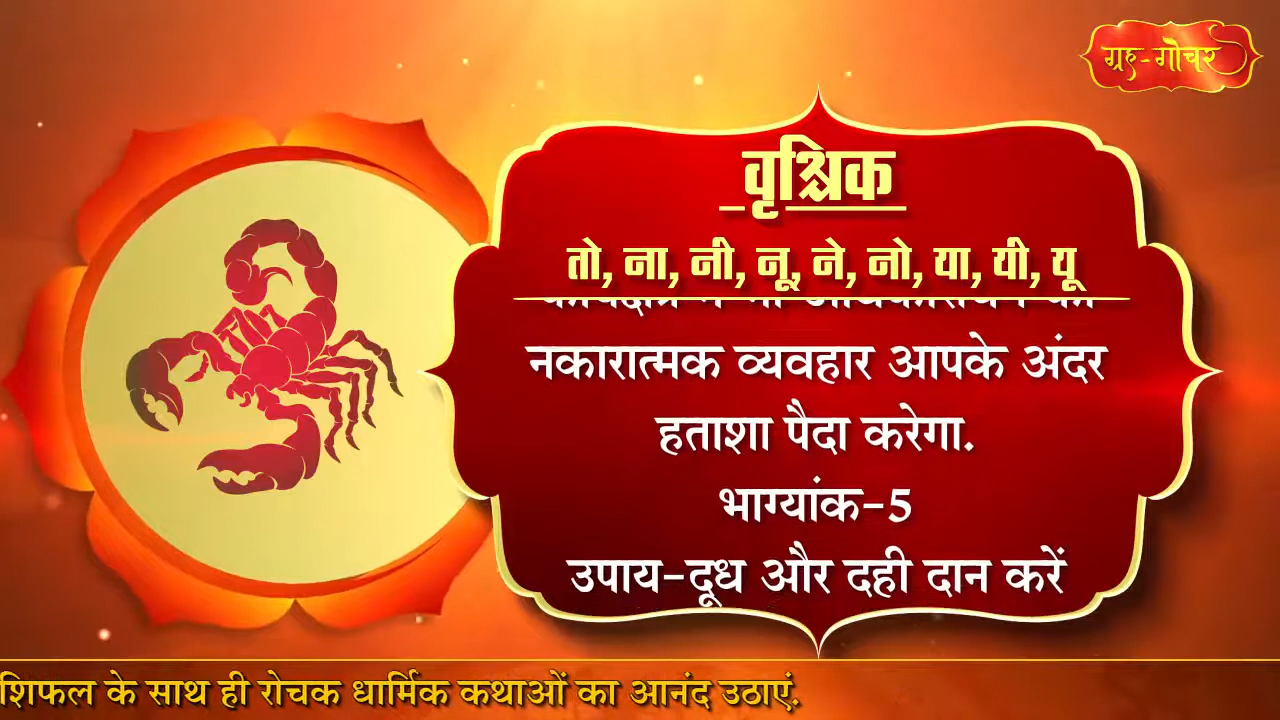 ग्रह-गोचर
वृश्चिक
तो, ना, नी, नू, ने, नो, या, यी, यू
नकारात्मक व्यवहार आपके अंदर
हताशा पैदा करेगा.
भाग्यांक-5
उपाय-दूध और दही दान करें
शिफल के साथ ही रोचक धार्मिक कथाओं का आनंद उठाएं.